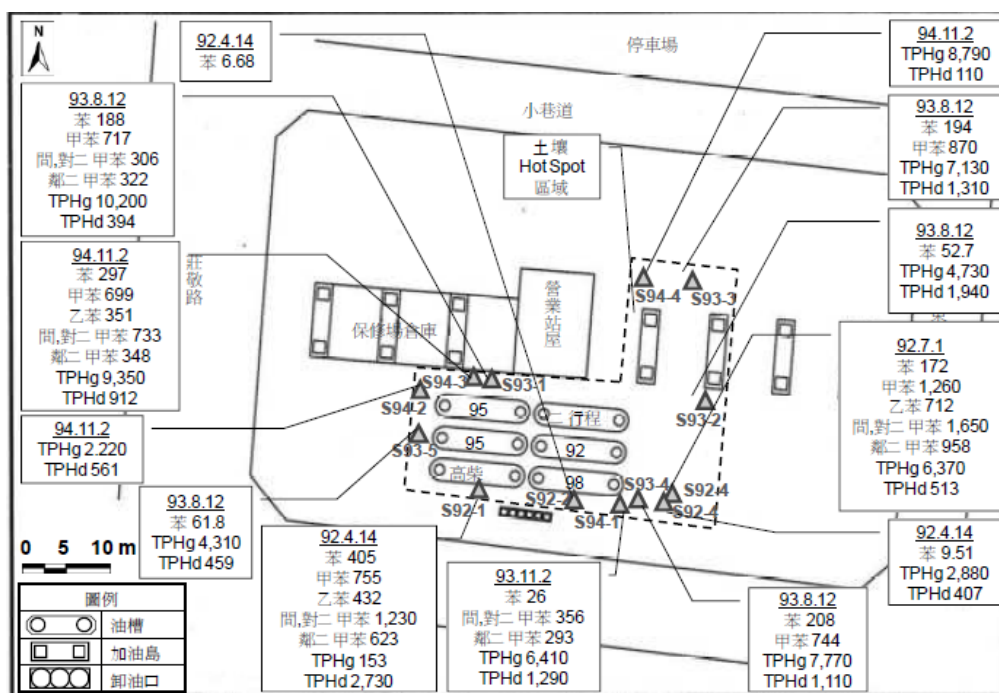 N
92.4.14
苯 6.68
停車場
94.11.2
TPHg 8,790
TPHd 110
93.8.12
苯 188
甲苯 717
間,對二 甲苯 306
鄰二 甲苯 322
TPHg 10,200
TPHd 394
小巷道
土壤
Hot Spot
區域
93.8.12
苯 194
甲苯 870
TPHg 7,130
TPHd 1,310
93.8.12
苯 52.7
TPHg 4,730
TPHd 1,940
94.11.2
苯 297
甲苯 699
乙苯 351
間,對二 甲苯 733
鄰二 甲苯 348
TPHg 9,350
TPHd 912
莊敬路
保修場倉庫
營業站屋
S94-4
S93-3
S94-3
S93-1
S94-2
S93-2
95
二行程
95
92
高柴
98
S93-5
S92-1
S92-2
S94-1
S93-4
S92-4
S92-4
92.7.1
苯 172
甲苯 1,260
乙苯 712
間,對二 甲苯 1,650
鄰二 甲苯 958
TPHg 6,370
TPHd 513
94.11.2
TPHg 2.220
TPHd 561
93.8.12
苯 61.8
TPHg 4,310
TPHd 459
92.4.14
苯 405
甲苯 755
乙苯 432
間,對二 甲苯 1,230
鄰二 甲苯 623
TPHg 153
TPHd 2,730
93.11.2
苯 26
間,對二 甲苯 356
鄰二 甲苯 293
TPHg 6,410
TPHd 1,290
93.8.12
苯 208
甲苯 744
TPHg 7,770
TPHd 1,110
92.4.14
苯 9.51
TPHg 2,880
TPHd 407
0 5 10 m
圖例
油槽
加油島
卸油口